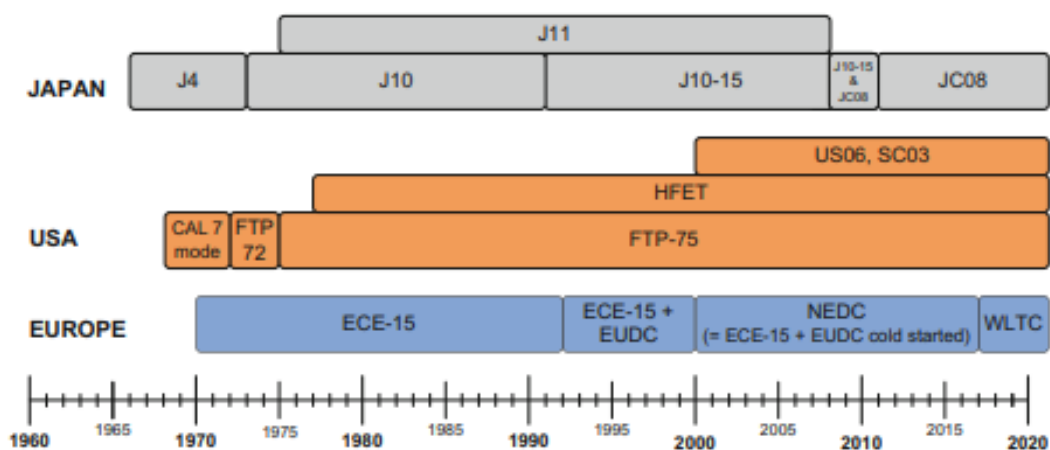 J11
JAPAN
J4
J10
J10-15
J10-15
&
JC08
JC08
US06, SC03
HFET
USA
CAL 7
mode
FTP
72
FTP-75
EUROPE
ECE-15
ECE-15 +
EUDC
NEDC
(= ECE-15 + EUDC cold started)
WLTC
1960
1965
1970
1975
1980
1985
1990
1995
2000
2005
2010
2015
2020